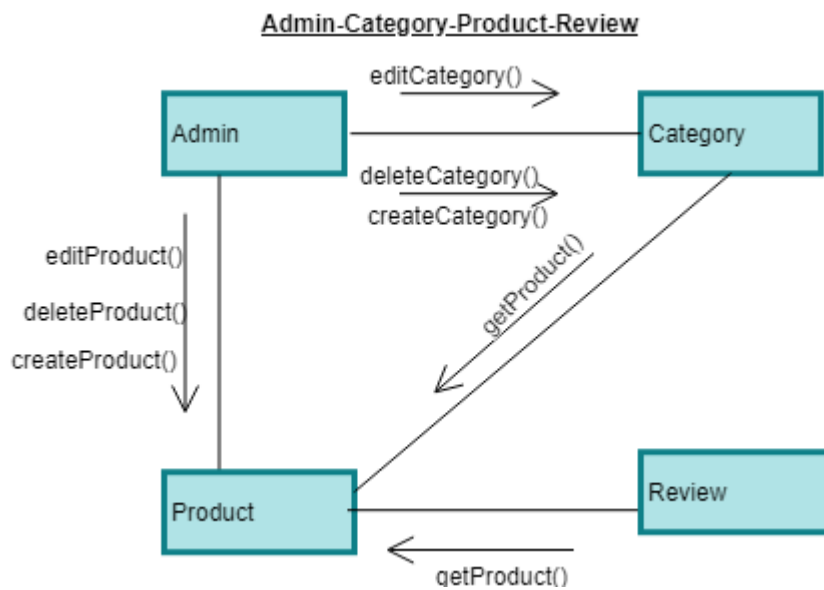 Admin-Category-Product-Review
editCategory()
Admin
Category
deleteCategory()
createCategory()
getProduct()
editProduct()
deleteProduct()
createProduct()
Product
Review
getProduct()